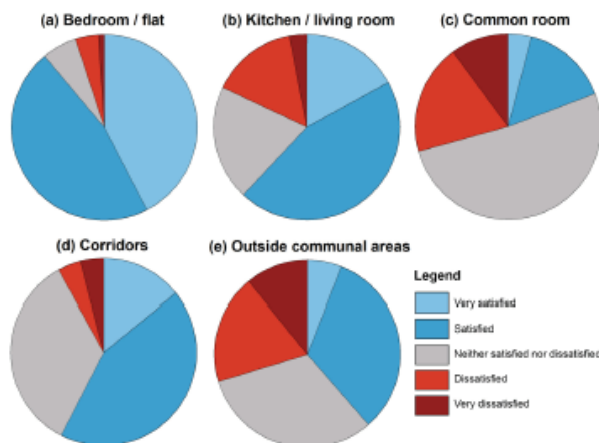 (a) Bedroom / flat
(b) Kitchen / living room
(c) Common room
(d) Corridors
(e) Outside communal areas
Legend
Very satisfied
Satisfied
Neither satisfied nor dissatisfied
Dissatisfied
Very dissatisfied